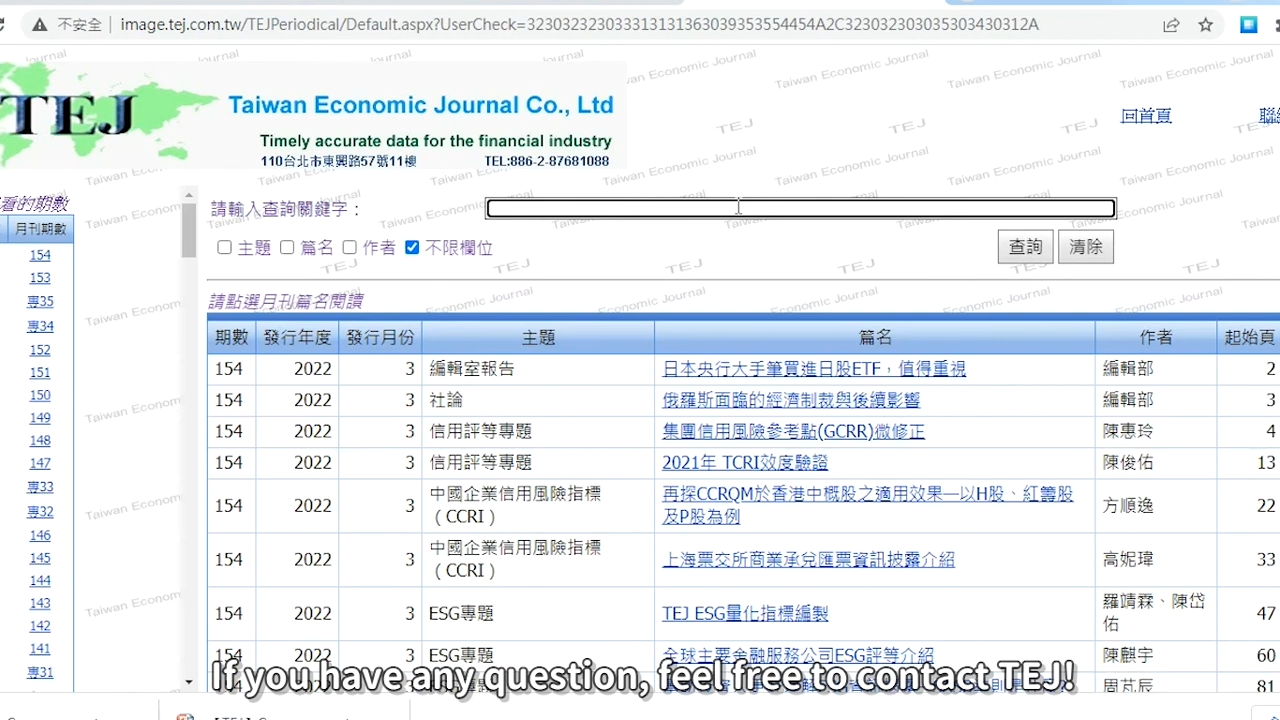 不安全 | image.tej.com.tw/TEJPeriodical/Default.aspx?UserCheck=3230323230333131313136303935355445 4A2C323033230303530343031 2A
TEJ
Taiwan Economic Journal Co., Ltd
Timely accurate data for the financial industry
110台北市東興路57號11樓 TEL:886-2-87681088
回首頁
看的期數
月刊期數
154
153
專35
專34
152
151
150
149
148
147
專33
專32
146
145
144
143
142
141
專31
請輸入查詢關鍵字：
主題 篇名 作者 不限欄位
查詢 清除
請點選月刊篇名閱讀
期數 發行年度 發行月份 主題 篇名 作者 起始頁
154 2022 3 編輯室報告 日本央行大手筆買進日股ETF，值得重視 編輯部 2
154 2022 3 社論 俄羅斯面臨的經濟制裁與後續影響 編輯部 3
154 2022 3 信用評等專題 集團信用風險參考點(GCRR)微修正 陳惠玲 4
154 2022 3 信用評等專題 2021年 TCRI效度驗證 陳俊佑 13
154 2022 3 中國企業信用風險指標（CCRI） 再探CCRQM於香港中概股之適用效果—以H股、紅籌股及P股為例 方順逸 22
154 2022 3 中國企業信用風險指標（CCRI） 上海票交所商業承兌匯票資訊披露介紹 高妮瑋 33
154 2022 3 ESG專題 TEJ ESG量化指標編製 羅靖霖、陳岱佑 47
154 2022 3 ESG專題 全球主要金融服務公司ESG評等介紹 陳麒宇 60
154 2022 3 周芃辰 81
If you have any question, feel free to contact TEJ!